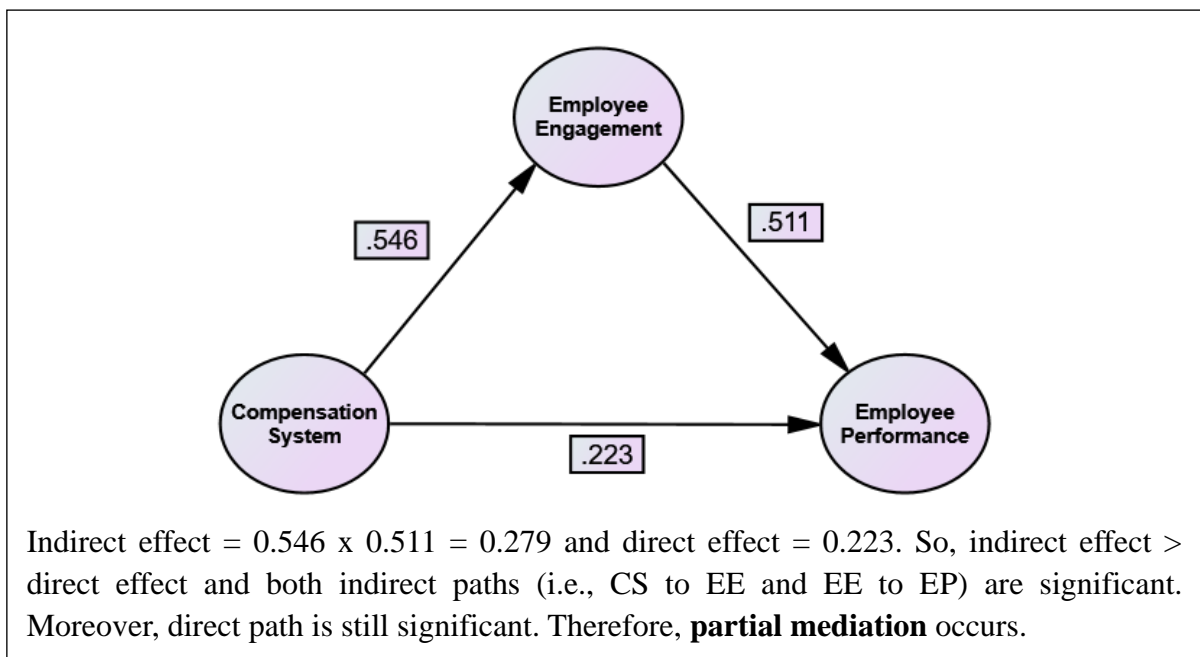 Employee
Engagement
.546
.511
Compensation
System
.223
Employee
Performance
Indirect effect = 0.546 x 0.511 = 0.279 and direct effect = 0.223. So, indirect effect >
direct effect and both indirect paths (i.e., CS to EE and EE to EP) are significant.
Moreover, direct path is still significant. Therefore, partial mediation occurs.